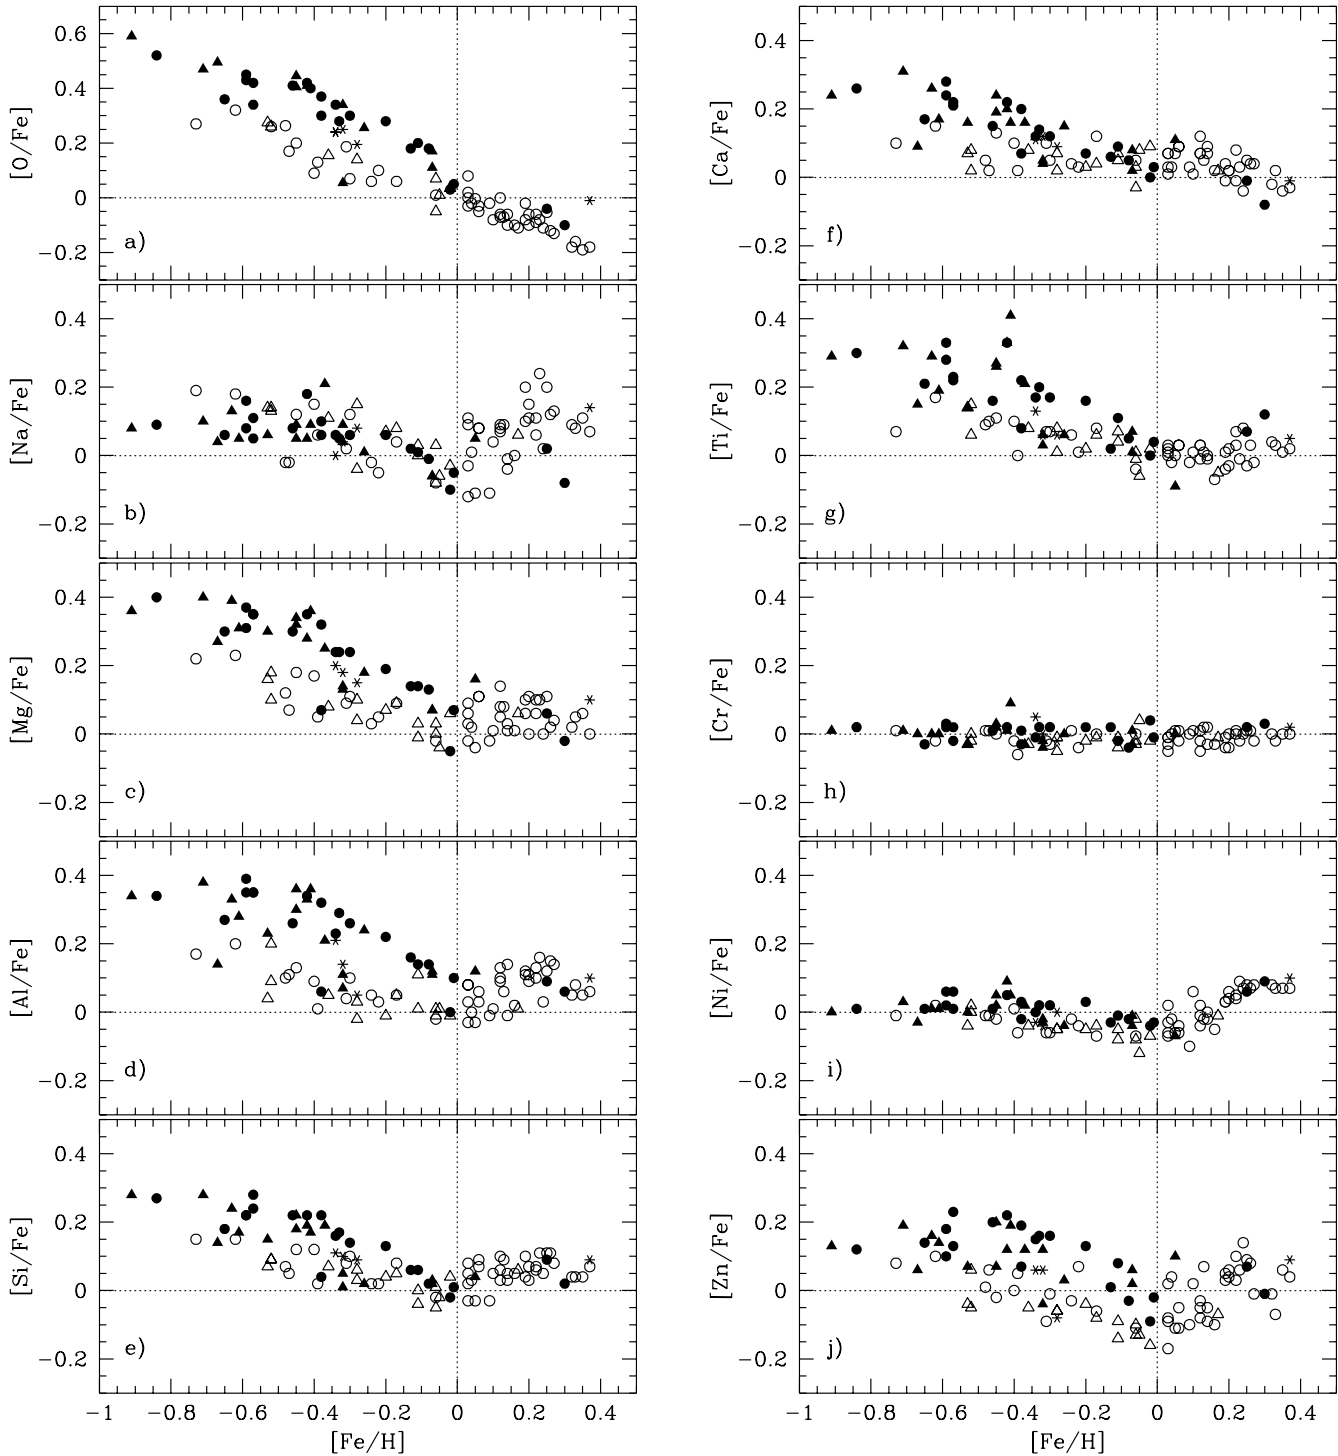 0.6
0.4
0.2
0
−0.2
[O/Fe]
a)
0.4
0.2
0
−0.2
[Na/Fe]
b)
0.4
0.2
0
−0.2
[Mg/Fe]
c)
0.4
0.2
0
−0.2
[Al/Fe]
d)
0.4
0.2
0
−0.2
[Si/Fe]
e)
−1 −0.8 −0.6 −0.4 −0.2 0 0.2 0.4
[Fe/H]
0.4
0.2
0
−0.2
[Ca/Fe]
f)
0.4
0.2
0
−0.2
[Ti/Fe]
g)
0.4
0.2
0
−0.2
[Cr/Fe]
h)
0.4
0.2
0
−0.2
[Ni/Fe]
i)
0.4
0.2
0
−0.2
[Zn/Fe]
j)
−1 −0.8 −0.6 −0.4 −0.2 0 0.2 0.4
[Fe/H]